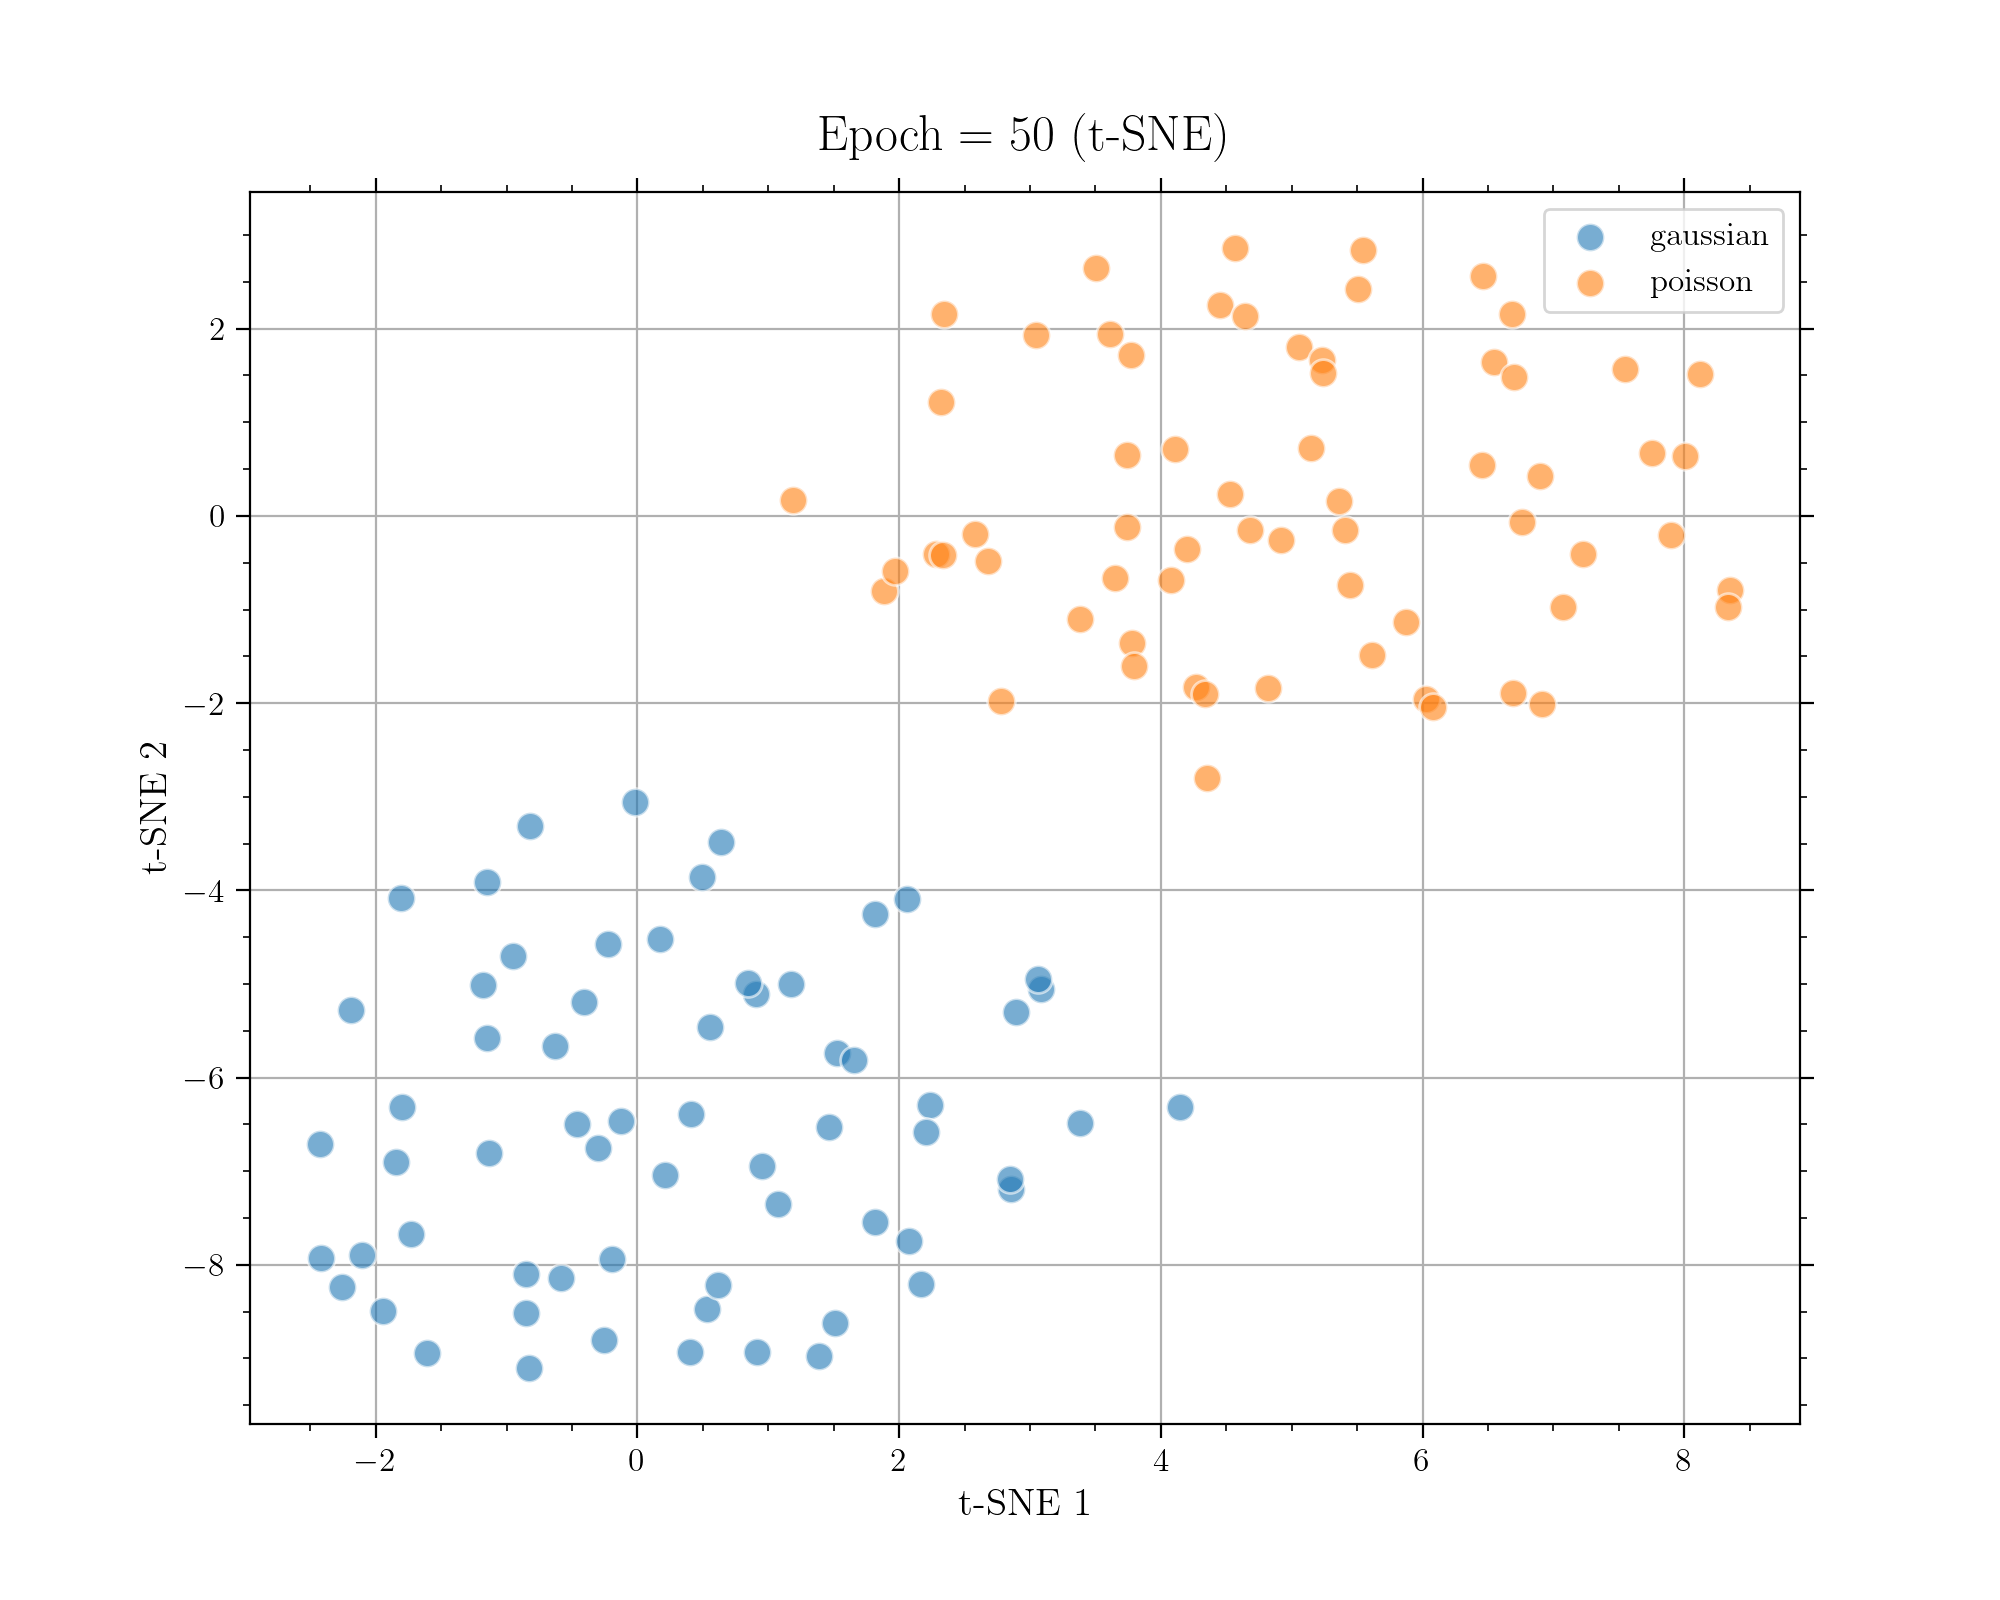 Epoch = 50 (t-SNE)
gaussian
poisson
2
0
−2
−4
−6
−8
t-SNE 2
−2 0 2 4 6 8
t-SNE 1